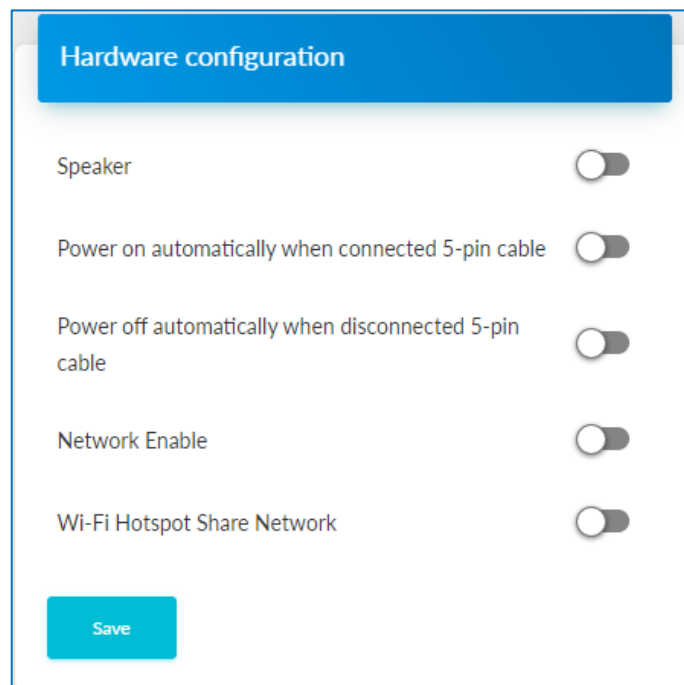 Hardware configuration
Speaker
Power on automatically when connected 5-pin cable
Power off automatically when disconnected 5-pin
cable
Network Enable
Wi-Fi Hotspot Share Network
Save